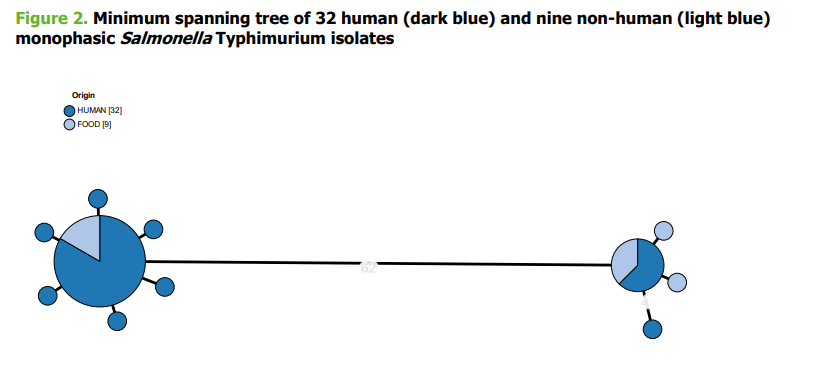 Figure 2. Minimum spanning tree of 32 human (dark blue) and nine non-human (light blue)
monophasic Salmonella Typhimurium isolates
Origin
HUMAN [32]
FOOD [9]
62
4